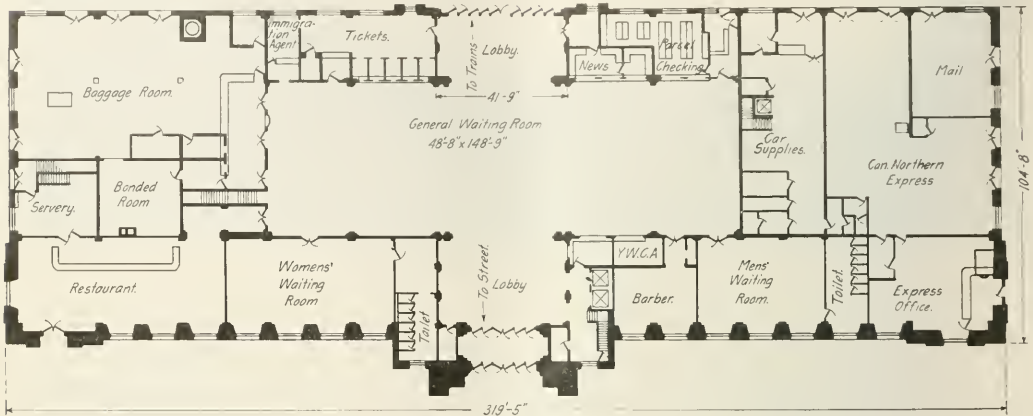 Immigra-
tion
Agent
Tickets.
To Trains
Lobby.
News
Parcel
Checking
Mail
Baggage Room.
41'-9"
General Waiting Room
48'-8" x 148'-9"
Car
Supplies.
Can. Northern
Express
104'-8"
Bonded
Room
Servery.
Restaurant.
Womens'
Waiting
Room
Toilet
To Street.
Lobby
Y.W.C.A
Barber.
Mens'
Waiting
Room.
Toilet.
Express
Office.
319'-5"